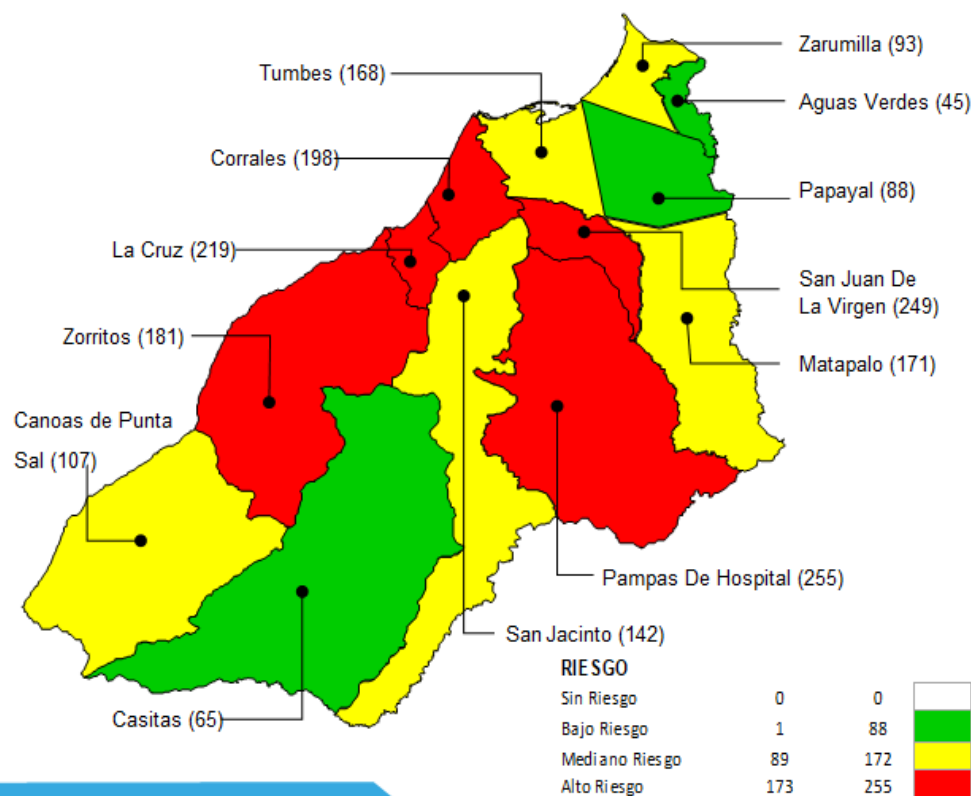 Zarumilla (93)
Tumbes (168)
Aguas Verdes (45)
Corrales (198)
Papayal (88)
La Cruz (219)
San Juan De
La Virgen (249)
Zorritos (181)
Matapalo (171)
Canoas de Punta
Sal (107)
Pampas De Hospital (255)
San Jacinto (142)
Casitas (65)
RIESGO
Sin Riesgo 0 0
Bajo Riesgo 1 88
Mediano Riesgo 89 172
Alto Riesgo 173 255